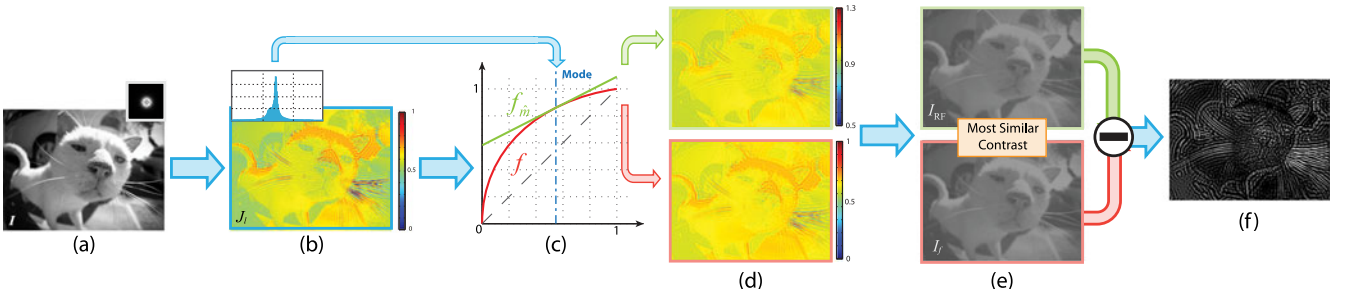 I
(a)
J_I
1
0.5
0
(b)
Mode
1
f_m̂
f
0
1
(c)
1.3
0.9
0.5
1
0.5
0
(d)
I_RF
Most Similar
Contrast
I_f
(e)
(f)